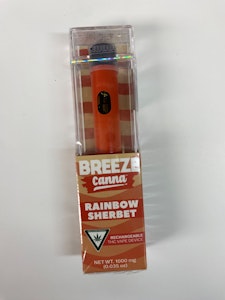 BREEZE
Canna
RAINBOW
SHERBET
RECHARGEABLE
THC VAPE DEVICE
NET WT. 1000 mg
(0.035 oz)